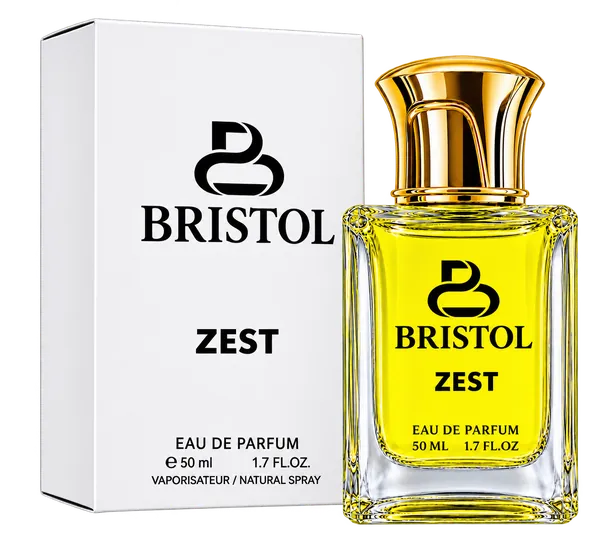 BRISTOL
ZEST
EAU DE PARFUM
℮ 50 ml 1.7 FL.OZ.
VAPORISATEUR / NATURAL SPRAY
BRISTOL
ZEST
EAU DE PARFUM
50 ML 1.7 FL.OZ